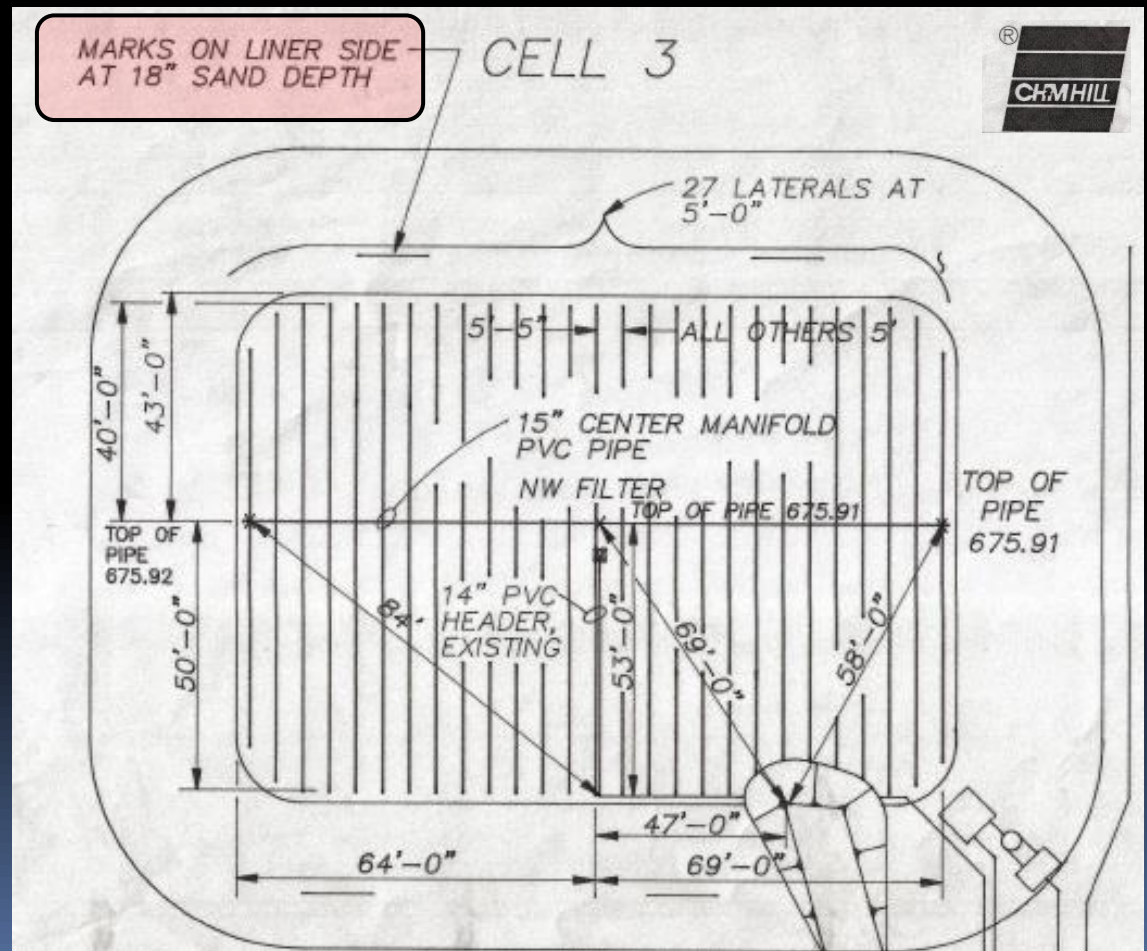 MARKS ON LINER SIDE
AT 18" SAND DEPTH
CELL 3
®
CH2MHILL
27 LATERALS AT
5'-0"
5'-5"
ALL OTHERS 5'
40'-0"
43'-0"
15" CENTER MANIFOLD
PVC PIPE
NW FILTER
TOP OF PIPE 675.91
TOP OF
PIPE
675.91
TOP OF
PIPE
675.92
50'-0"
84'
14" PVC
HEADER,
EXISTING
53'-0"
69'-0"
58'-0"
47'-0"
64'-0"
69'-0"